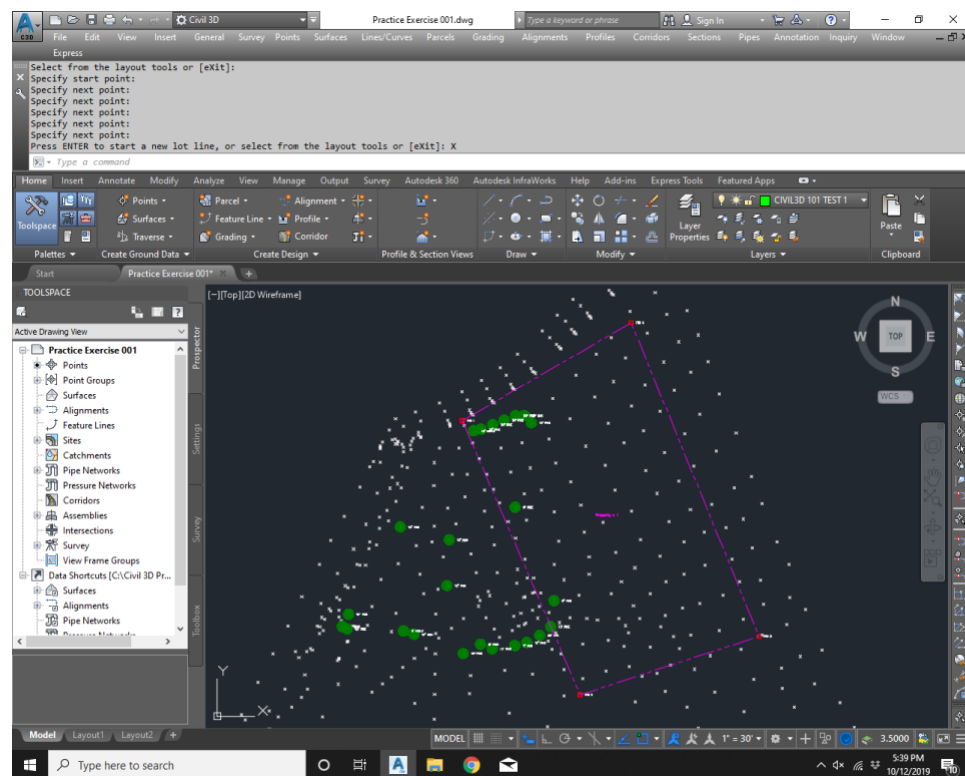 Civil 3D Practice Exercise 001.dwg Type a keyword or phrase Sign In
C3D File Edit View Insert General Survey Points Surfaces Lines/Curves Parcels Grading Alignments Profiles Corridors Sections Pipes Annotation Inquiry Window
Express
Select from the layout tools or [eXit]:
Specify start point:
Specify next point:
Specify next point:
Specify next point:
Specify next point:
Specify next point:
Press ENTER to start a new lot line, or select from the layout tools or [eXit]: X
Type a command
Home Insert Annotate Modify Analyze View Manage Output Survey Autodesk 360 Autodesk InfraWorks Help Add-ins Express Tools Featured Apps
Toolspace Points Parcel Alignment CIVIL3D 101 TEST 1
Surfaces Feature Line Profile Layer Properties Paste
Traverse Grading Corridor
Palettes Create Ground Data Create Design Profile & Section Views Draw Modify Layers Clipboard
Start Practice Exercise 001*
TOOLSPACE
[-][Top][2D Wireframe]
Active Drawing View
Practice Exercise 001
Points
Point Groups
Surfaces
Alignments
Feature Lines
Sites
Catchments
Pipe Networks
Pressure Networks
Corridors
Assemblies
Intersections
Survey
View Frame Groups
Data Shortcuts [C:\Civil 3D Pr...
Surfaces
Alignments
Pipe Networks
Pressure Networks
Prospector
Settings
Survey
Toolbox
N
W TOP E
S
WCS
Y
X
Model Layout1 Layout2 + MODEL 1" = 30' 3.5000
Type here to search 5:39 PM
10/12/2019